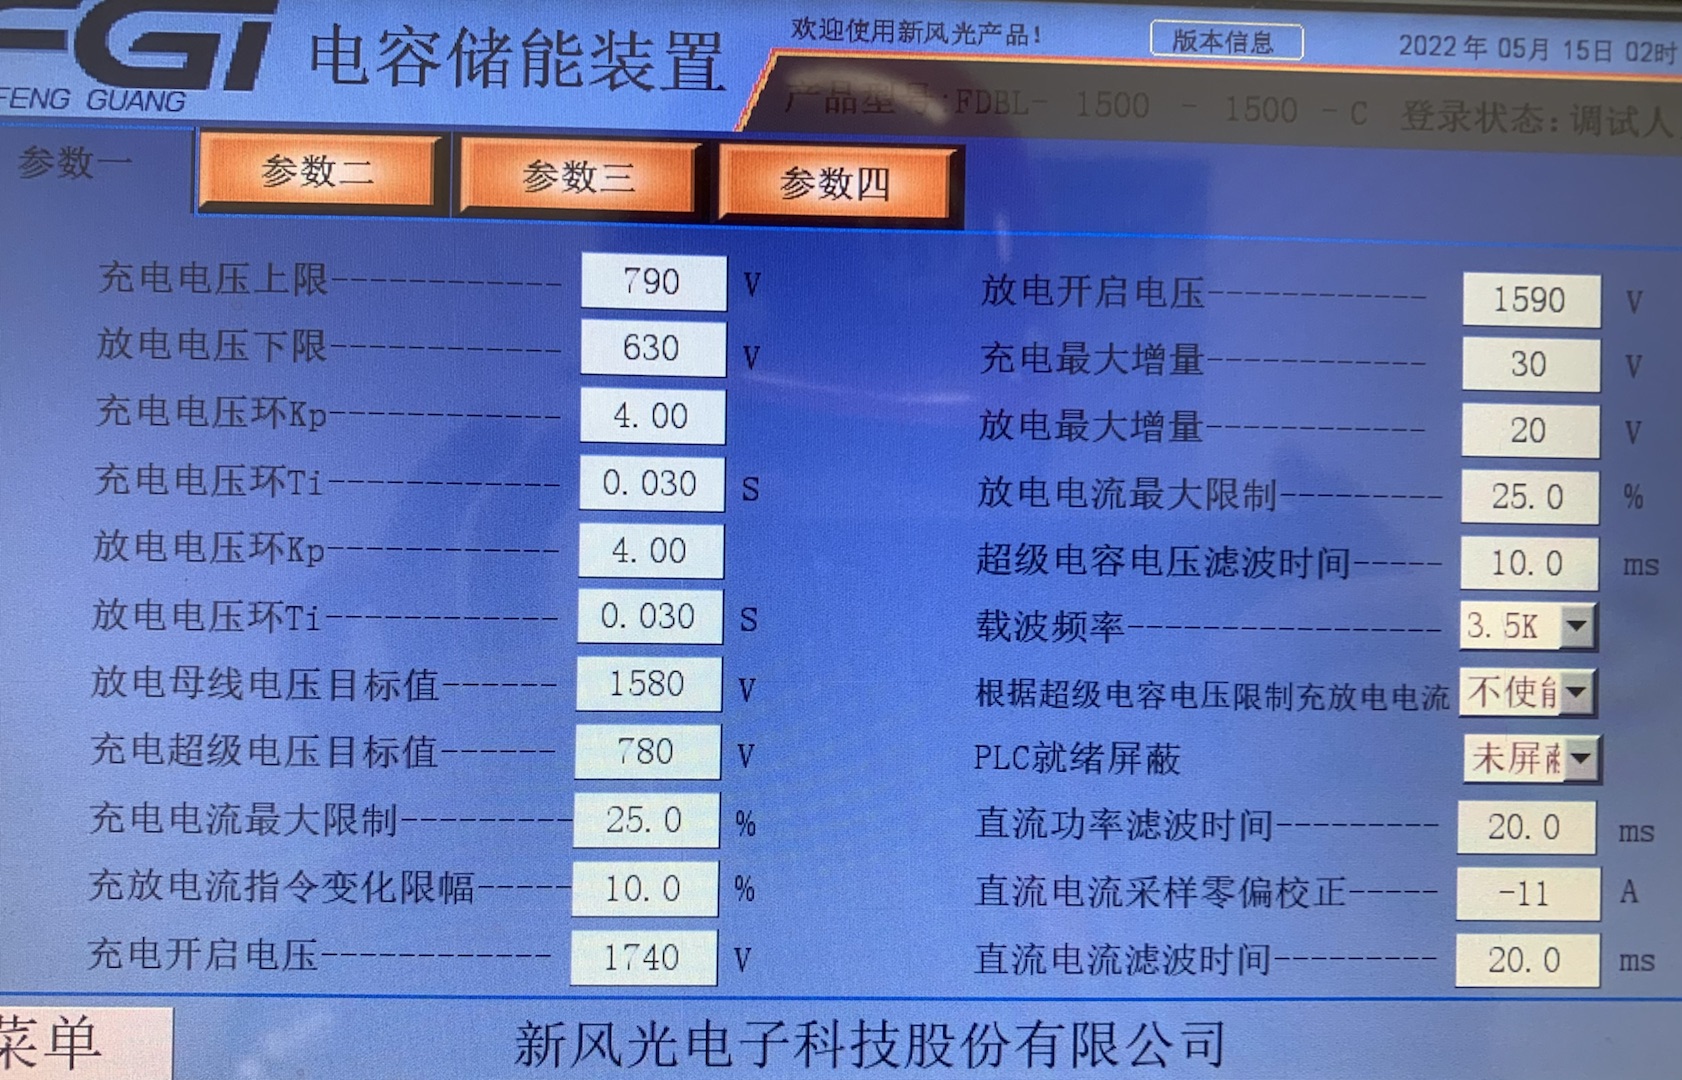 FGI
FENG GUANG
电容储能装置
欢迎使用新风光产品!
版本信息
2022年05月15日 02时
产品型号:FDBL- 1500 - 1500 - C 登录状态:调试人
参数一
参数二
参数三
参数四
充电电压上限------------ 790 V
放电电压下限------------ 630 V
充电电压环Kp------------ 4.00
充电电压环Ti------------ 0.030 S
放电电压环Kp------------ 4.00
放电电压环Ti------------ 0.030 S
放电母线电压目标值------ 1580 V
充电超级电压目标值------ 780 V
充电电流最大限制--------- 25.0 %
充放电流指令变化限幅----- 10.0 %
充电开启电压------------ 1740 V
放电开启电压------------ 1590 V
充电最大增量------------ 30 V
放电最大增量------------ 20 V
放电电流最大限制--------- 25.0 %
超级电容电压滤波时间----- 10.0 ms
载波频率----------------- 3.5K
根据超级电容电压限制充放电电流 不使能
PLC就绪屏蔽 未屏蔽
直流功率滤波时间--------- 20.0 ms
直流电流采样零偏校正----- -11 A
直流电流滤波时间--------- 20.0 ms
菜单
新风光电子科技股份有限公司